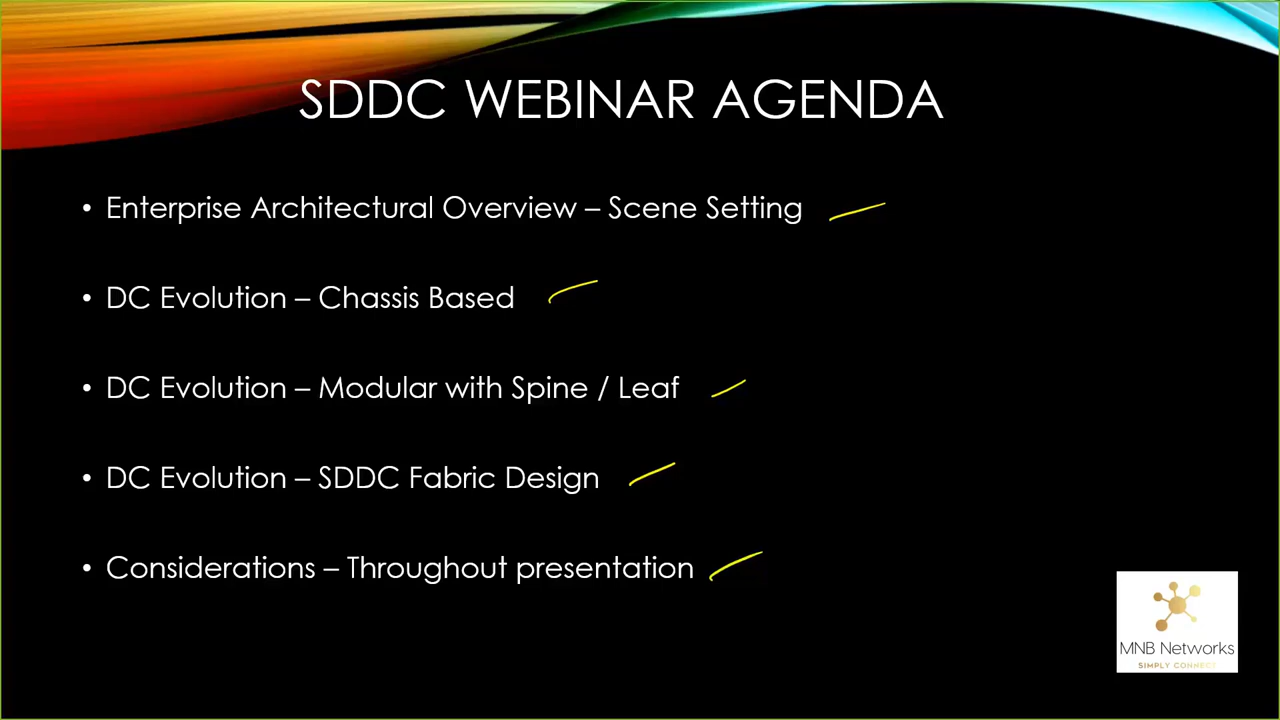 SDDC WEBINAR AGENDA
• Enterprise Architectural Overview – Scene Setting
• DC Evolution – Chassis Based
• DC Evolution – Modular with Spine / Leaf
• DC Evolution – SDDC Fabric Design
• Considerations – Throughout presentation
MNB Networks
SIMPLY CONNECT